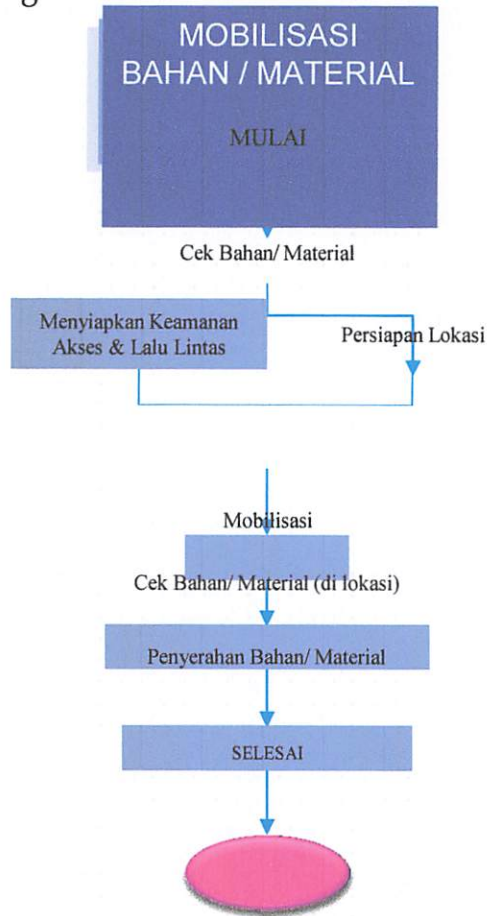 MOBILISASI
BAHAN / MATERIAL
MULAI
Cek Bahan/ Material
Menyiapkan Keamanan
Akses & Lalu Lintas
Persiapan Lokasi
Mobilisasi
Cek Bahan/ Material (di lokasi)
Penyerahan Bahan/ Material
SELESAI